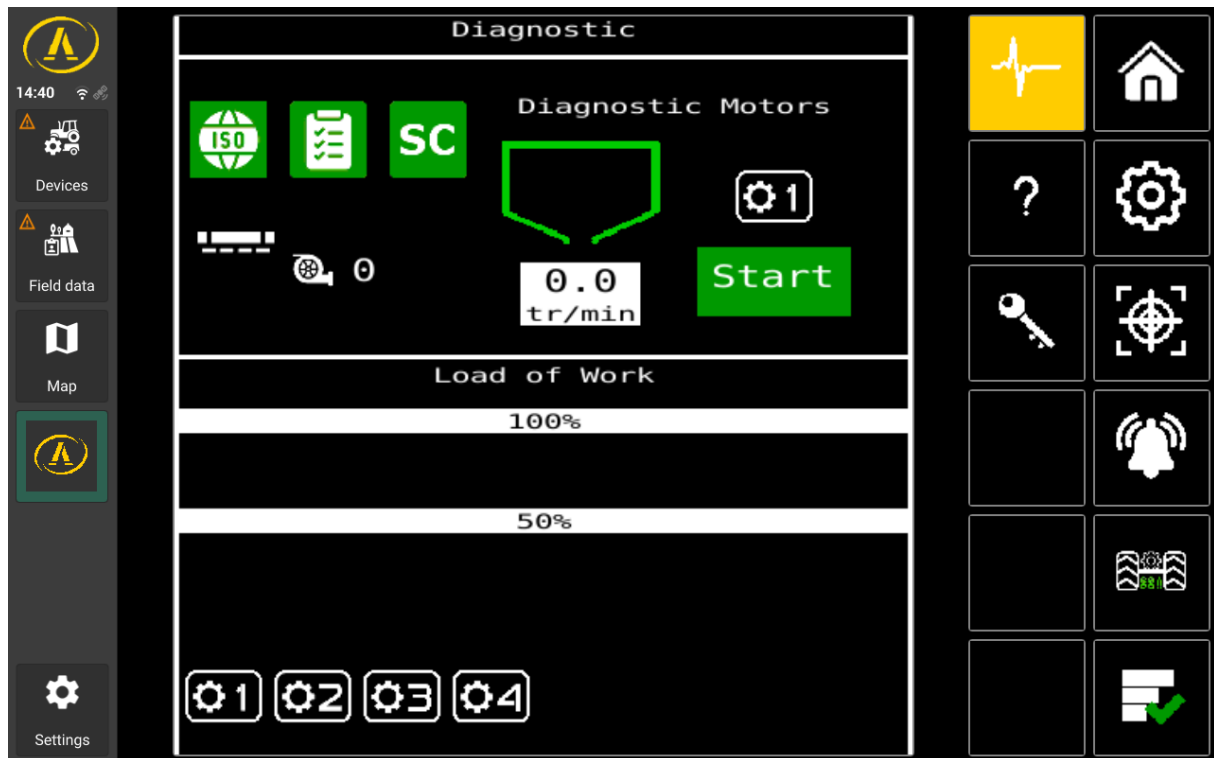 Diagnostic
14:40
Devices
Field data
Map
Settings
ISO
SC
Diagnostic Motors
1
0
0.0
tr/min
Start
?
Load of Work
100%
50%
1 2 3 4